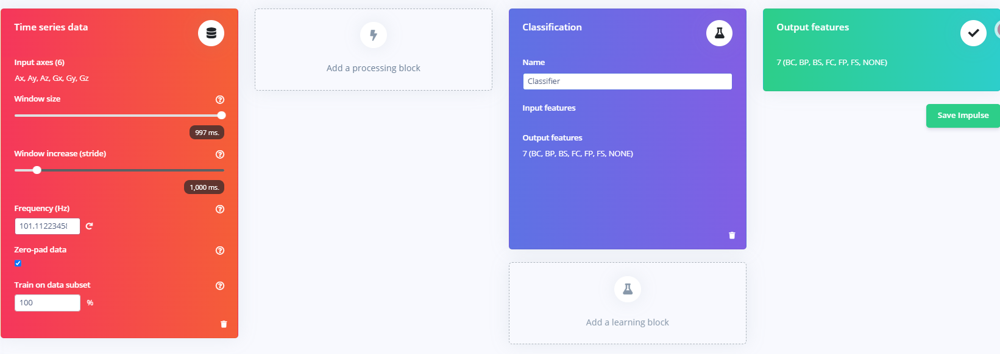 Time series data
Input axes (6)
Ax, Ay, Az, Gx, Gy, Gz
Window size
997 ms.
Window increase (stride)
1,000 ms.
Frequency (Hz)
101.1122345
Zero-pad data
Train on data subset
100 %
Add a processing block
Classification
Name
Classifier
Input features
Output features
7 (BC, BP, BS, FC, FP, FS, NONE)
Add a learning block
Output features
7 (BC, BP, BS, FC, FP, FS, NONE)
Save Impulse